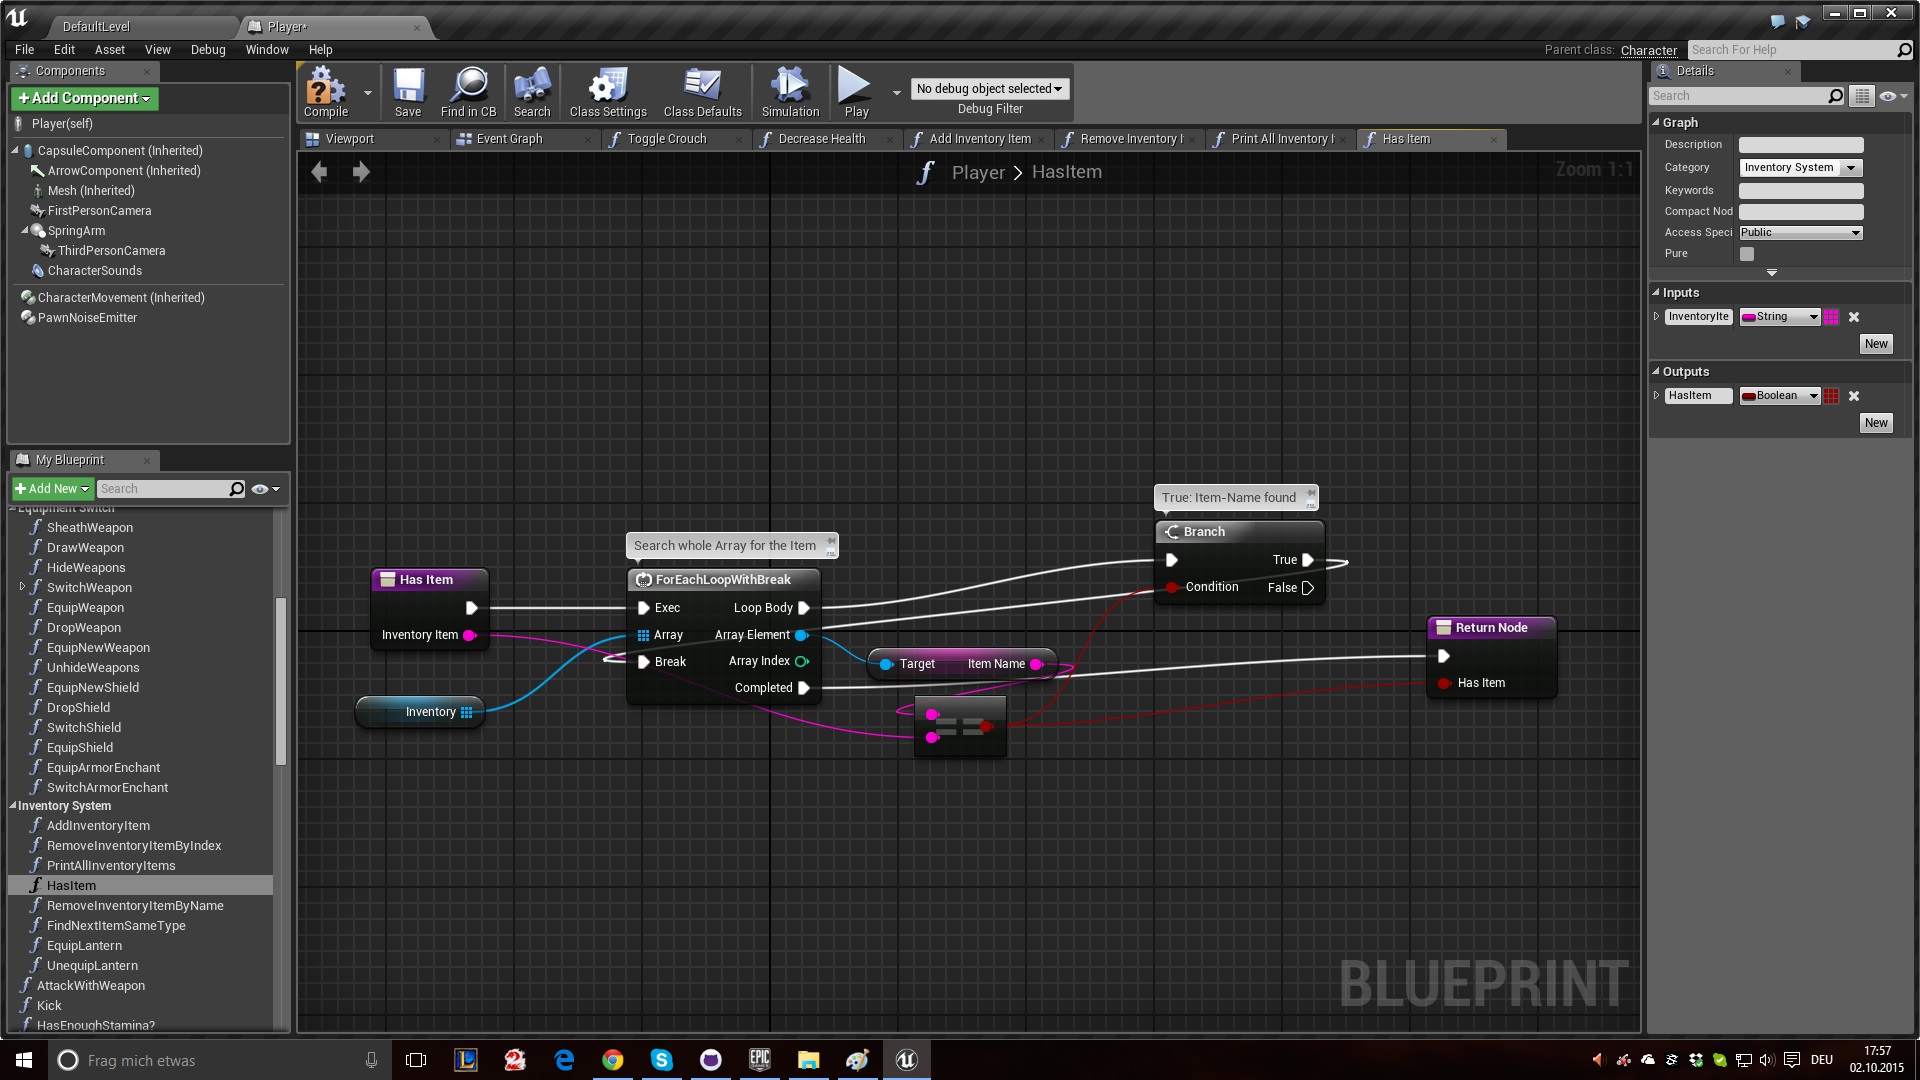 DefaultLevel
Player*
File Edit Asset View Debug Window Help
Parent class: Character
Search For Help
Components
+Add Component
Player(self)
CapsuleComponent (Inherited)
ArrowComponent (Inherited)
Mesh (Inherited)
FirstPersonCamera
SpringArm
ThirdPersonCamera
CharacterSounds
CharacterMovement (Inherited)
PawnNoiseEmitter
Compile
Save
Find in CB
Search
Class Settings
Class Defaults
Simulation
Play
No debug object selected
Debug Filter
Viewport
Event Graph
Toggle Crouch
Decrease Health
Add Inventory Item
Remove Inventory I
Print All Inventory I
Has Item
Player > HasItem
Zoom 1:1
My Blueprint
+Add New
Search
Equipment Switch
SheathWeapon
DrawWeapon
HideWeapons
SwitchWeapon
EquipWeapon
DropWeapon
EquipNewWeapon
UnhideWeapons
EquipNewShield
DropShield
SwitchShield
EquipShield
EquipArmorEnchant
SwitchArmorEnchant
Inventory System
AddInventoryItem
RemoveInventoryItemByIndex
PrintAllInventoryItems
HasItem
RemoveInventoryItemByName
FindNextItemSameType
EquipLantern
UnequipLantern
AttackWithWeapon
Kick
HasEnoughStamina?
Has Item
Inventory Item
Inventory
Search whole Array for the Item
ForEachLoopWithBreak
Exec Loop Body
Array Array Element
Break Array Index
Completed
Target Item Name
==
True: Item-Name found
Branch
True
Condition False
Return Node
Has Item
BLUEPRINT
Details
Search
Graph
Description
Category Inventory System
Keywords
Compact Nod
Access Speci Public
Pure
Inputs
InventoryIte String
New
Outputs
HasItem Boolean
New
Frag mich etwas
EPIC
GAMES
DEU
17:57
02.10.2015